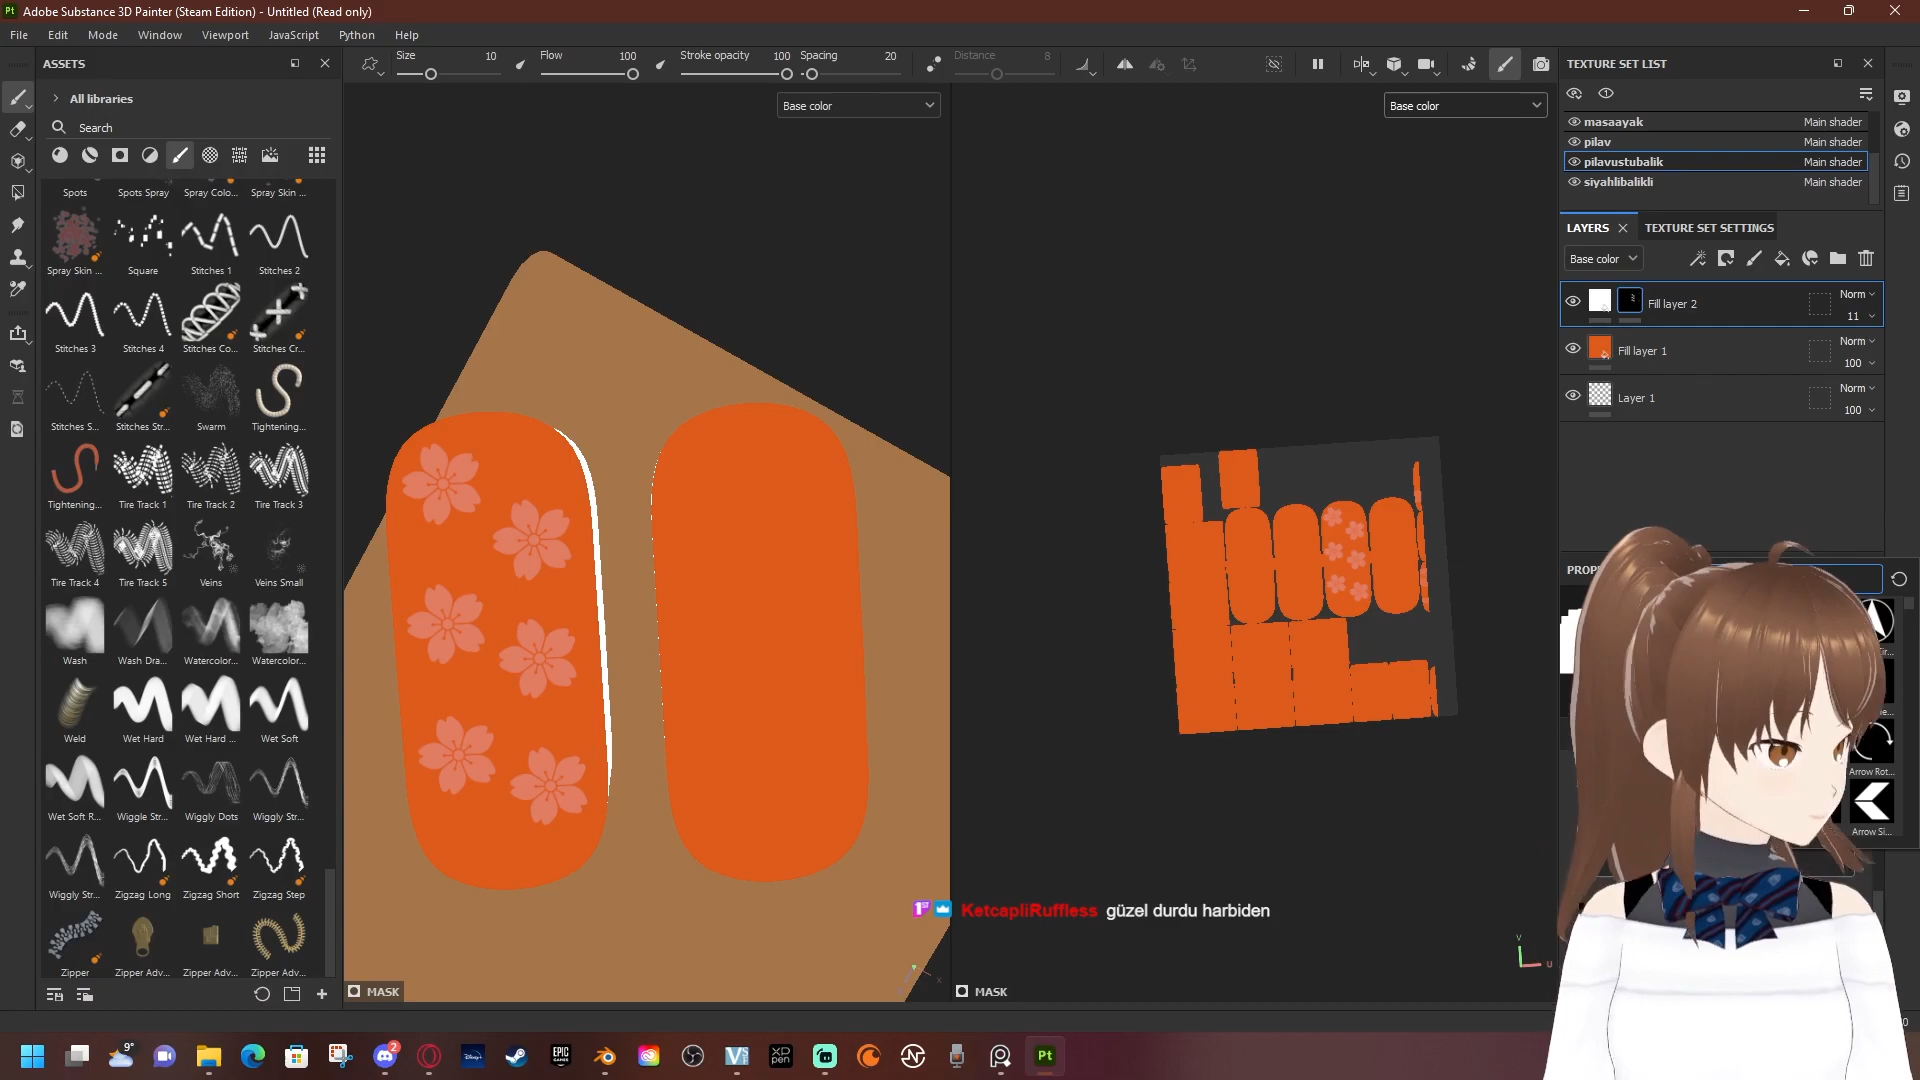 Adobe Substance 3D Painter (Steam Edition) - Untitled (Read only)
File Edit Mode Window Viewport JavaScript Python Help
ASSETS
Size 10 Flow 100 Stroke opacity 100 Spacing 20 Distance 8
All libraries
Search
Base color
Base color
Spots Spots Spray Spray Colo... Spray Skin ...
Spray Skin ... Square Stitches 1 Stitches 2
Stitches 3 Stitches 4 Stitches Co... Stitches Cr...
Stitches S... Stitches Str... Swarm Tightening...
Tightening... Tire Track 1 Tire Track 2 Tire Track 3
Tire Track 4 Tire Track 5 Veins Veins Small
Wash Wash Dra... Watercolor... Watercolor...
Weld Wet Hard Wet Hard ... Wet Soft
Wet Soft R... Wiggle Str... Wiggly Dots Wiggly Str...
Wiggly Str... Zigzag Long Zigzag Short Zigzag Step
Zipper Zipper Adv... Zipper Adv... Zipper Adv...
MASK
MASK
KetcapliRuffless güzel durdu harbiden
TEXTURE SET LIST
masaayak Main shader
pilav Main shader
pilavustubalik Main shader
siyahlibalikli Main shader
LAYERS TEXTURE SET SETTINGS
Base color
Fill layer 2 Norm 11
Fill layer 1 Norm 100
Layer 1 Norm 100
Arrow Rot...
Arrow Si...
9°
2